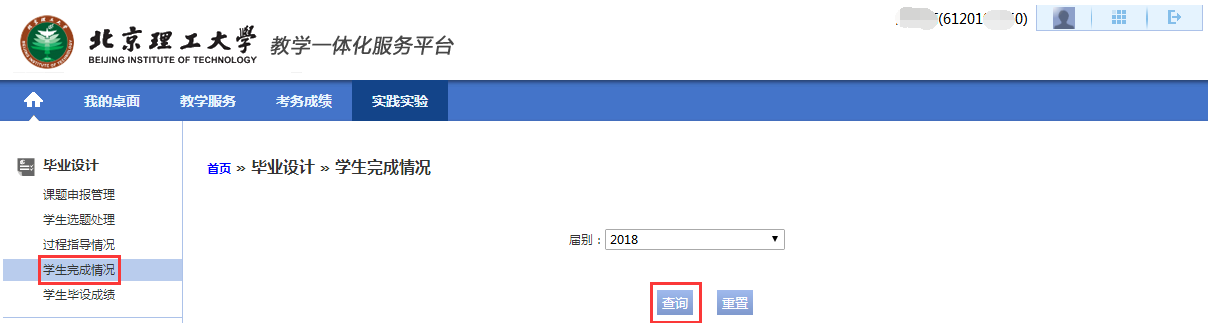 (61201 0)
北京理工大学 教学一体化服务平台
BEIJING INSTITUTE OF TECHNOLOGY
我的桌面 教学服务 考务成绩 实践实验
毕业设计
课题申报管理
学生选题处理
过程指导情况
学生完成情况
学生毕设成绩
首页 » 毕业设计 » 学生完成情况
届别：2018
查询 重置